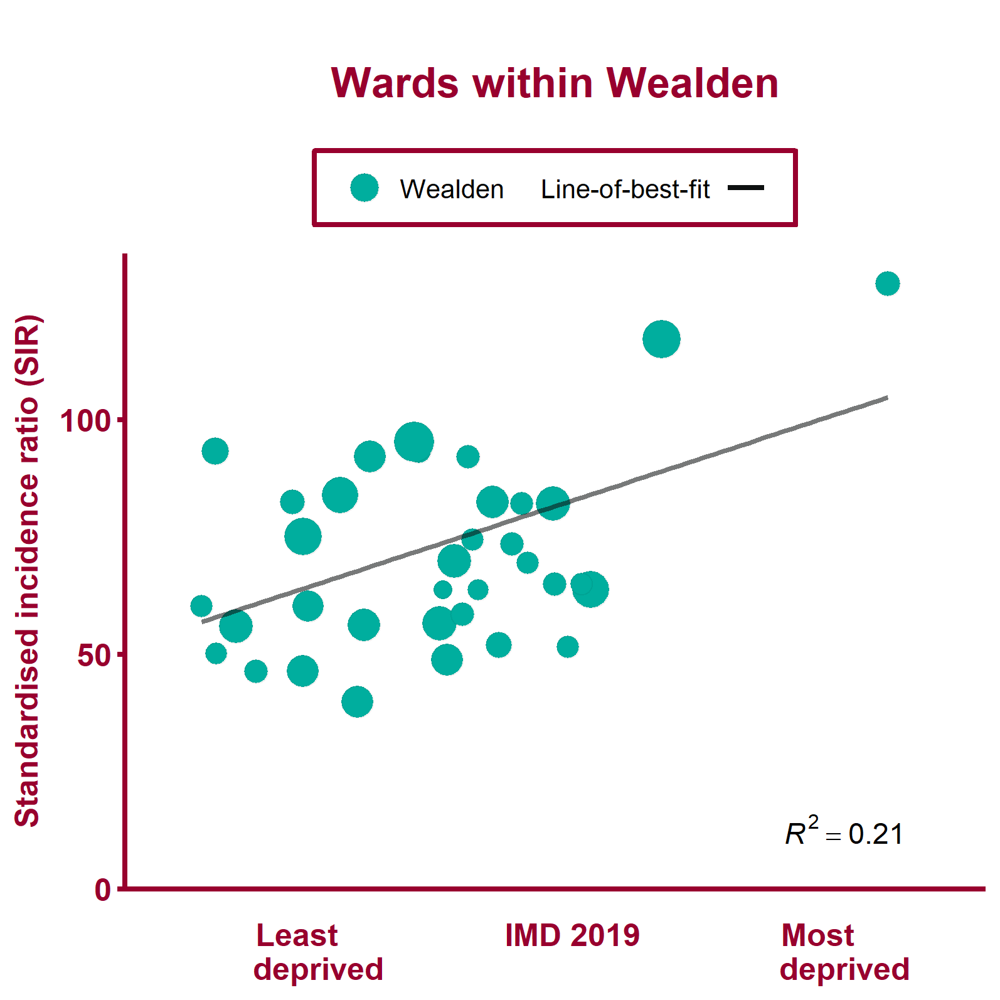 Wards within Wealden
Wealden Line-of-best-fit
Standardised incidence ratio (SIR)
100
50
0
R² = 0.21
Least deprived
IMD 2019
Most deprived